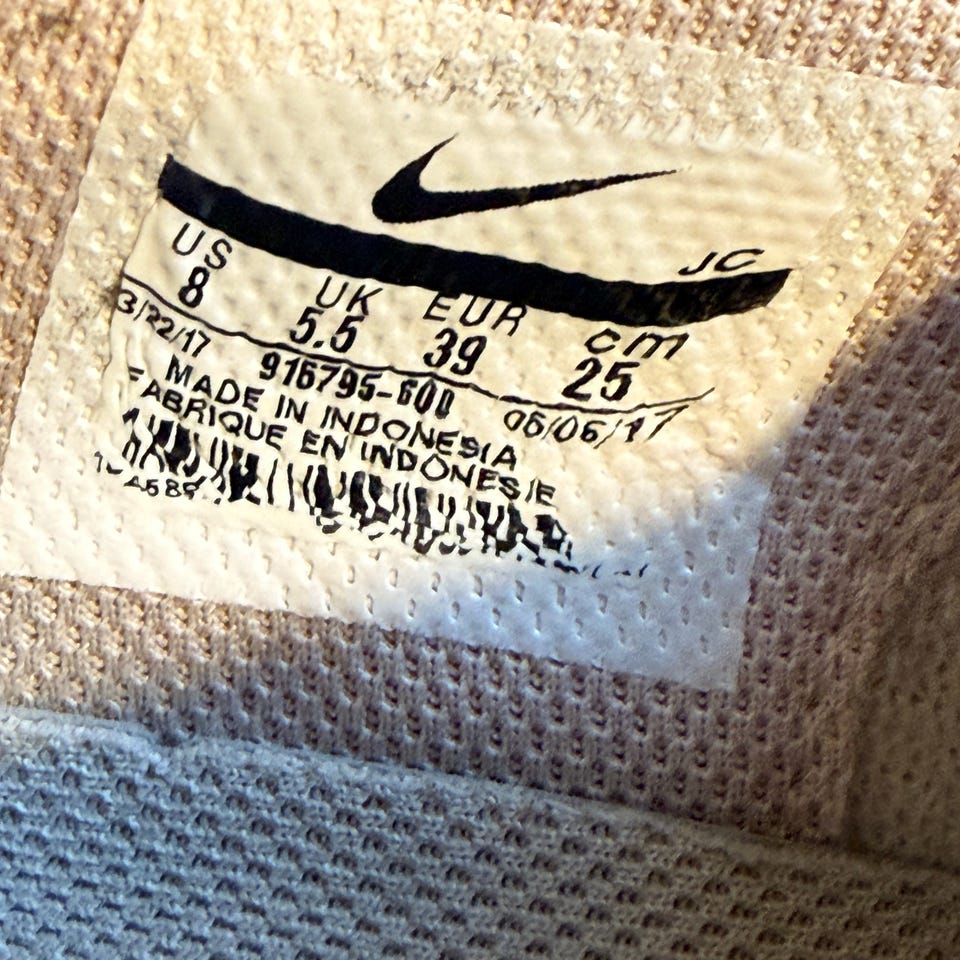 JC
US UK EUR cm
8 5.5 39 25
3/22/17 916795-600 06/06/17
MADE IN INDONESIA
FABRIQUE EN INDONESIE